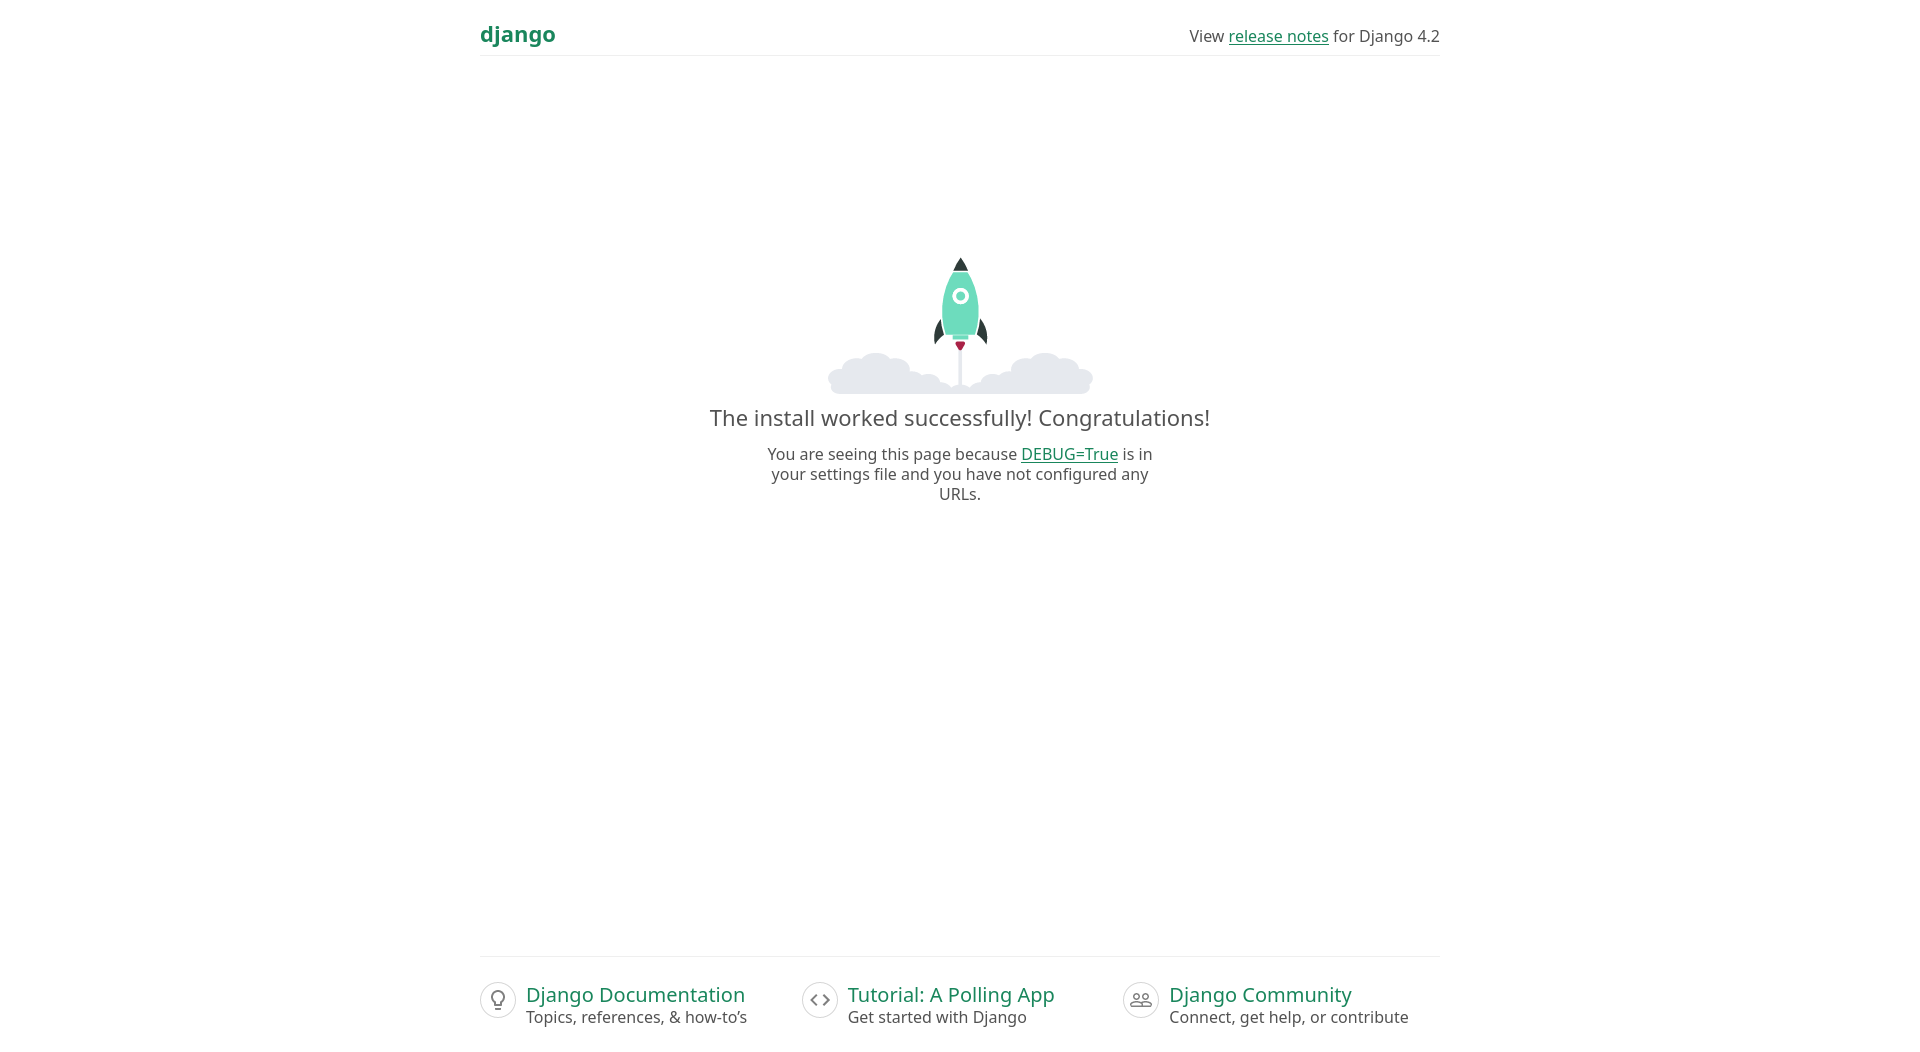 django
View release notes for Django 4.2
The install worked successfully! Congratulations!
You are seeing this page because DEBUG=True is in
your settings file and you have not configured any
URLs.
Django Documentation
Topics, references, & how-to’s
Tutorial: A Polling App
Get started with Django
Django Community
Connect, get help, or contribute